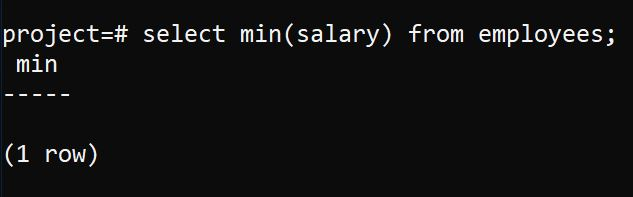 project=# select min(salary) from employees;
 min
-----

(1 row)